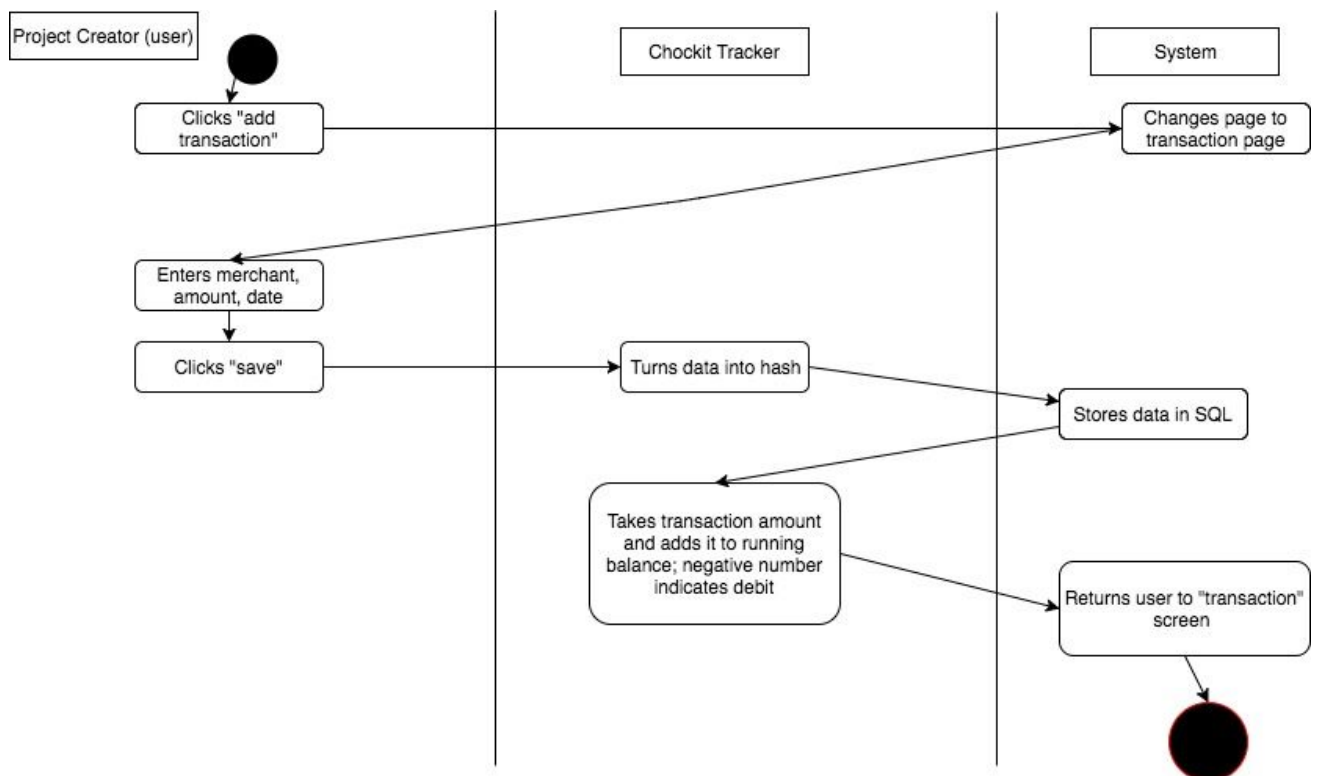 Project Creator (user)
Chockit Tracker
System
Clicks "add
transaction"
Changes page to
transaction page
Enters merchant,
amount, date
Clicks "save"
Turns data into hash
Stores data in SQL
Takes transaction amount
and adds it to running
balance; negative number
indicates debit
Returns user to "transaction"
screen